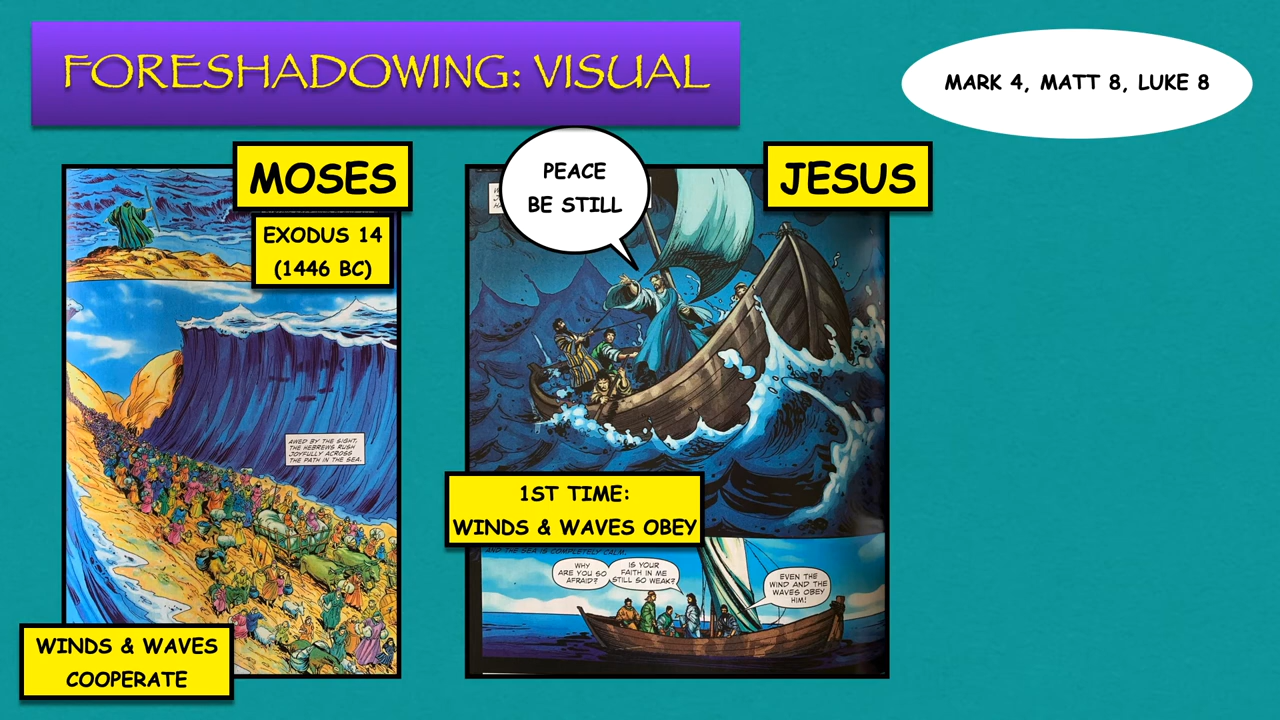 FORESHADOWING: VISUAL
MARK 4, MATT 8, LUKE 8
MOSES
EXODUS 14
(1446 BC)
AWED BY THE SIGHT,
THE HEBREWS RUSH
JOYFULLY ACROSS
THE PATH IN THE SEA.
WINDS & WAVES
COOPERATE
JESUS
PEACE
BE STILL
1ST TIME:
WINDS & WAVES OBEY
AND THE SEA IS COMPLETELY CALM.
WHY
ARE YOU SO
AFRAID?
IS YOUR
FAITH IN ME
STILL SO WEAK?
EVEN THE
WIND AND THE
WAVES OBEY
HIM!